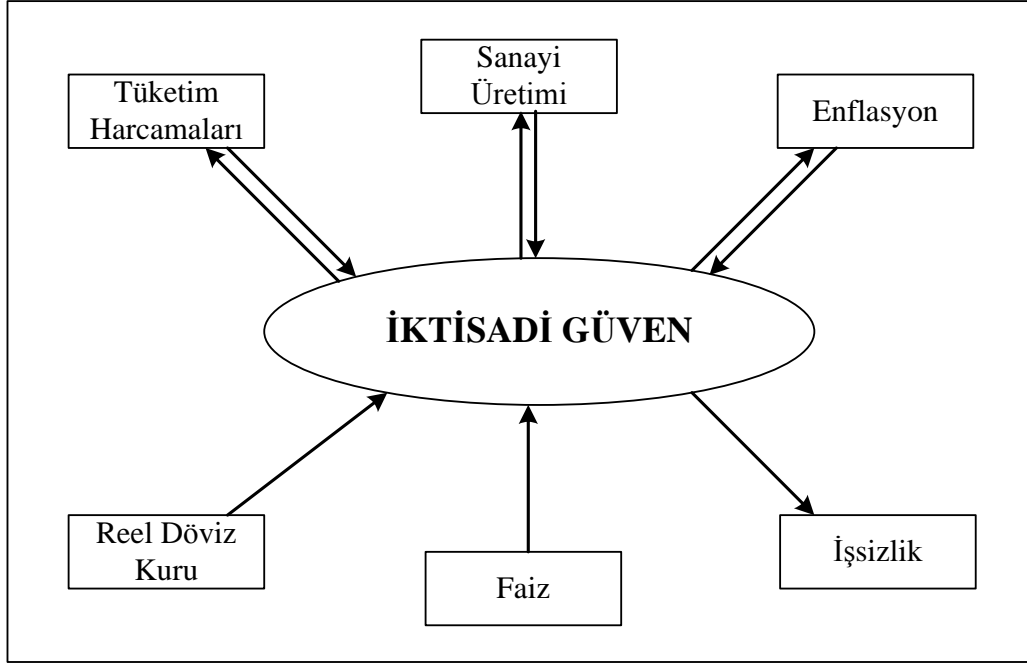 Tüketim
Harcamaları
Sanayi
Üretimi
Enflasyon
İKTİSADİ GÜVEN
Reel Döviz
Kuru
Faiz
İşsizlik